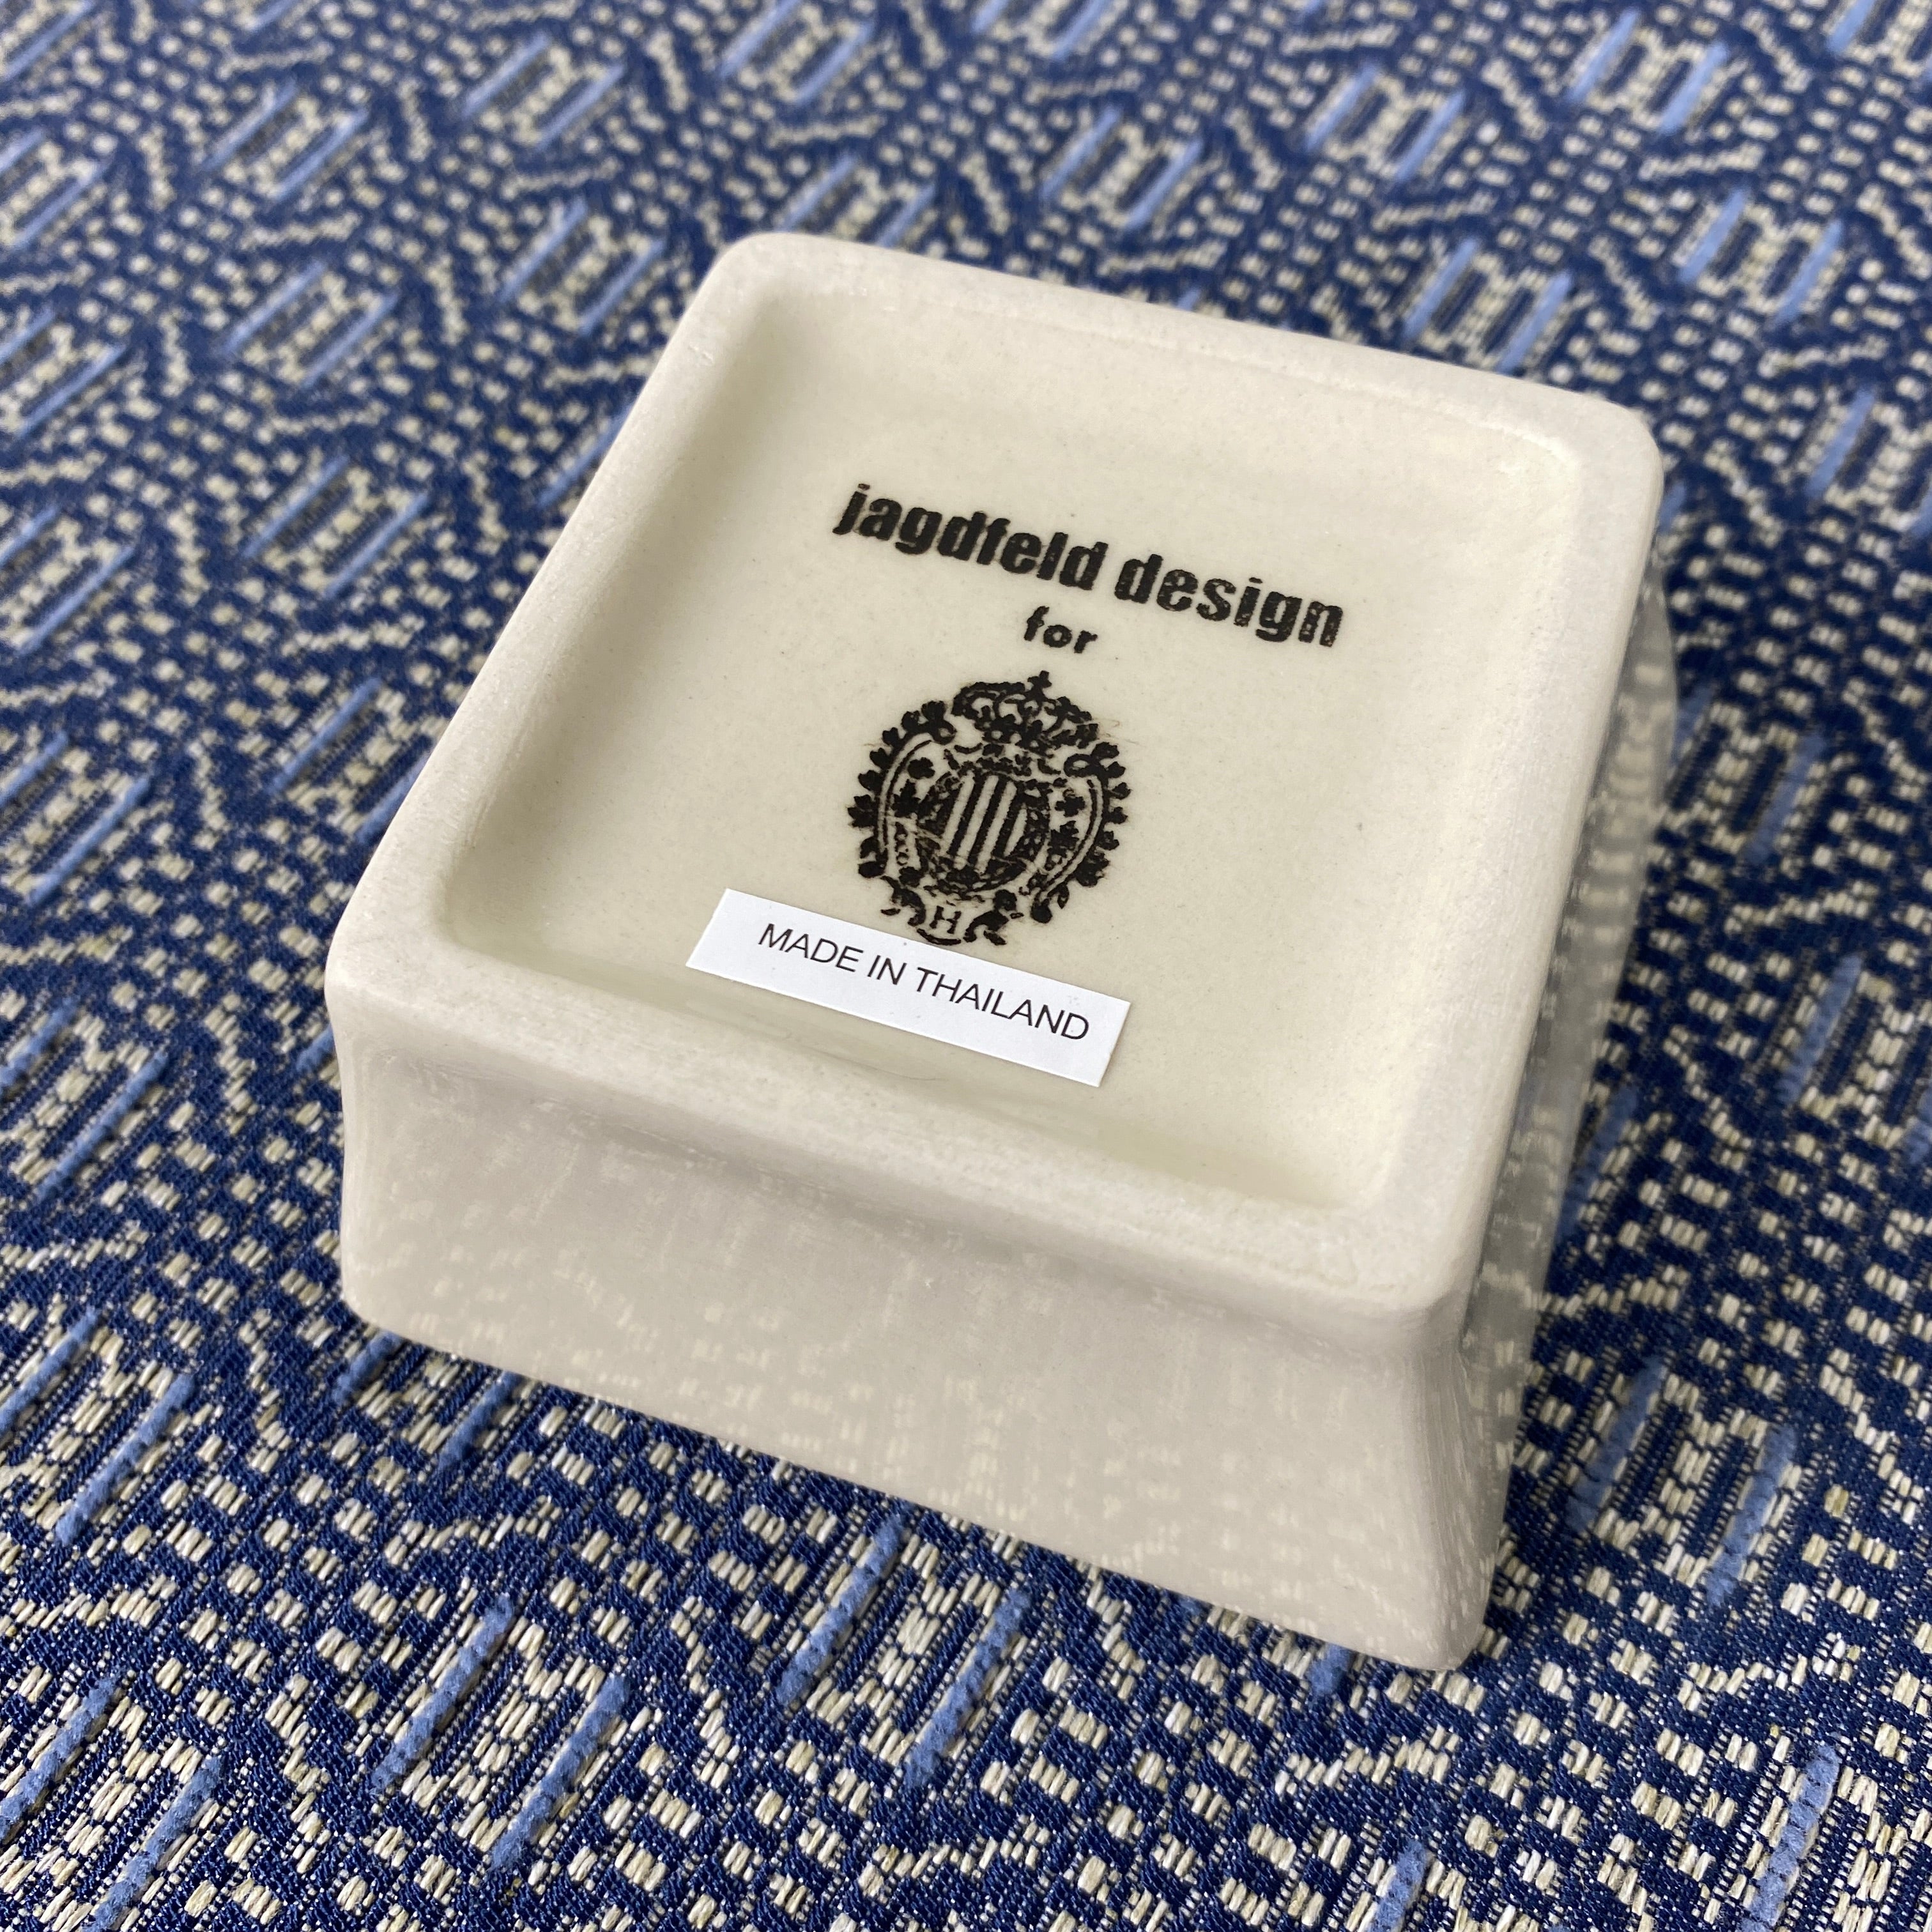 jagdfeld design
for
H
MADE IN THAILAND